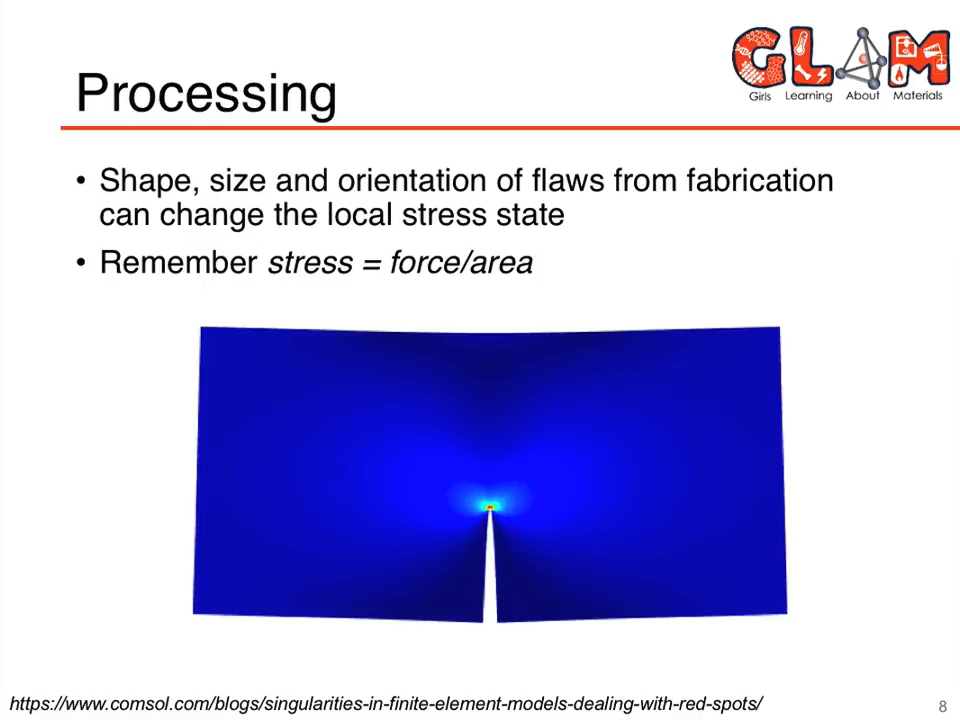 GLAM
Girls Learning About Materials
Processing
• Shape, size and orientation of flaws from fabrication
can change the local stress state
• Remember stress = force/area
https://www.comsol.com/blogs/singularities-in-finite-element-models-dealing-with-red-spots/
8